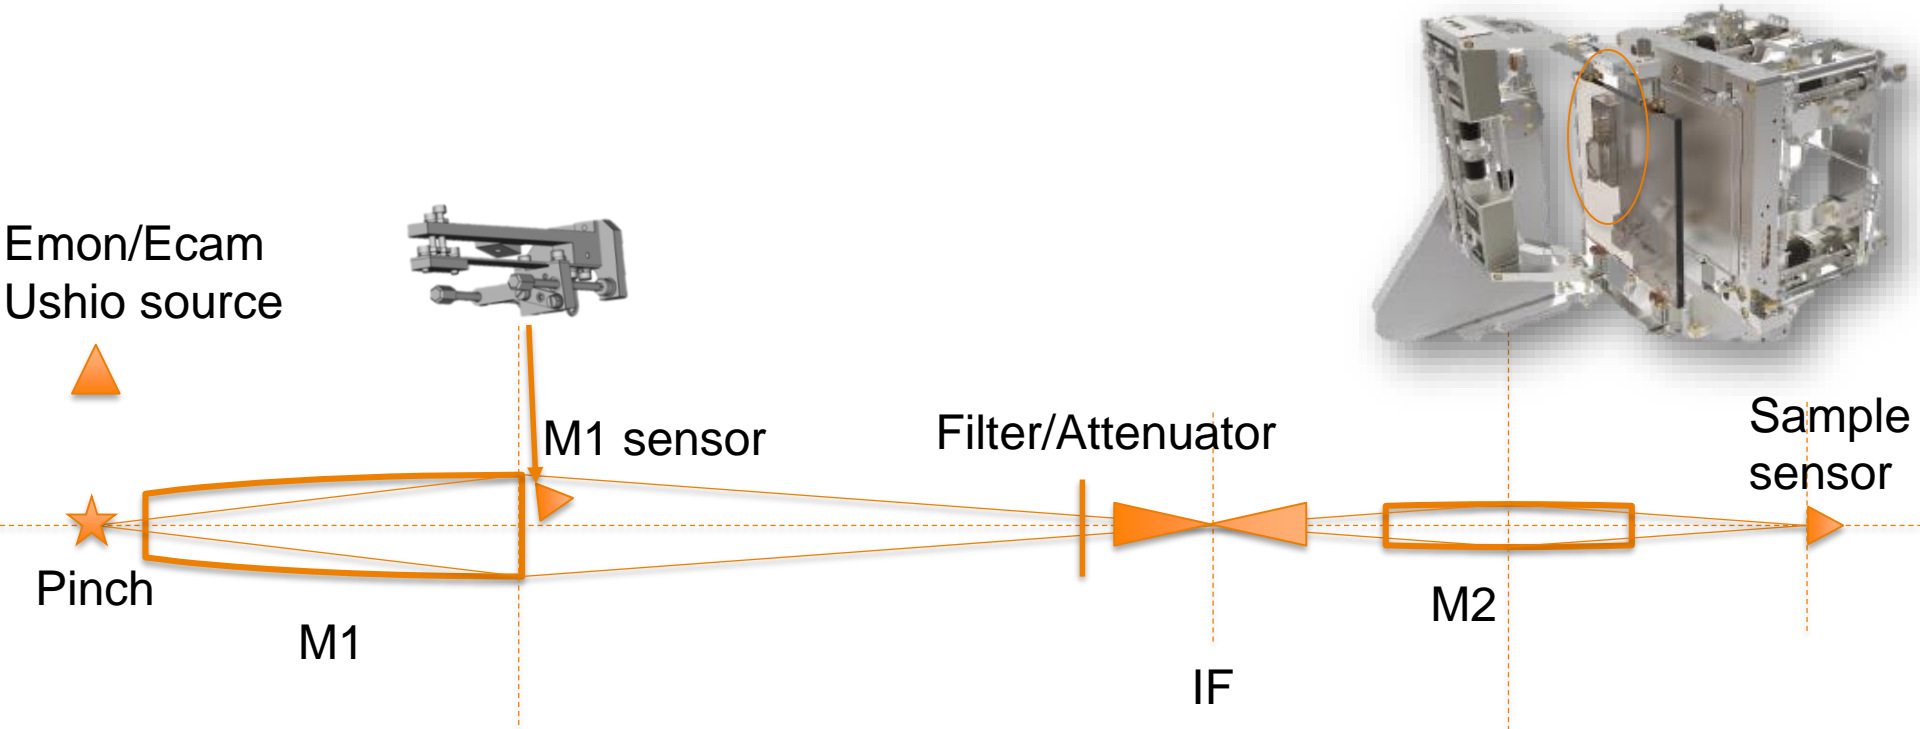 Emon/Ecam
Ushio source
M1 sensor
Filter/Attenuator
Sample
sensor
Pinch
M1
IF
M2